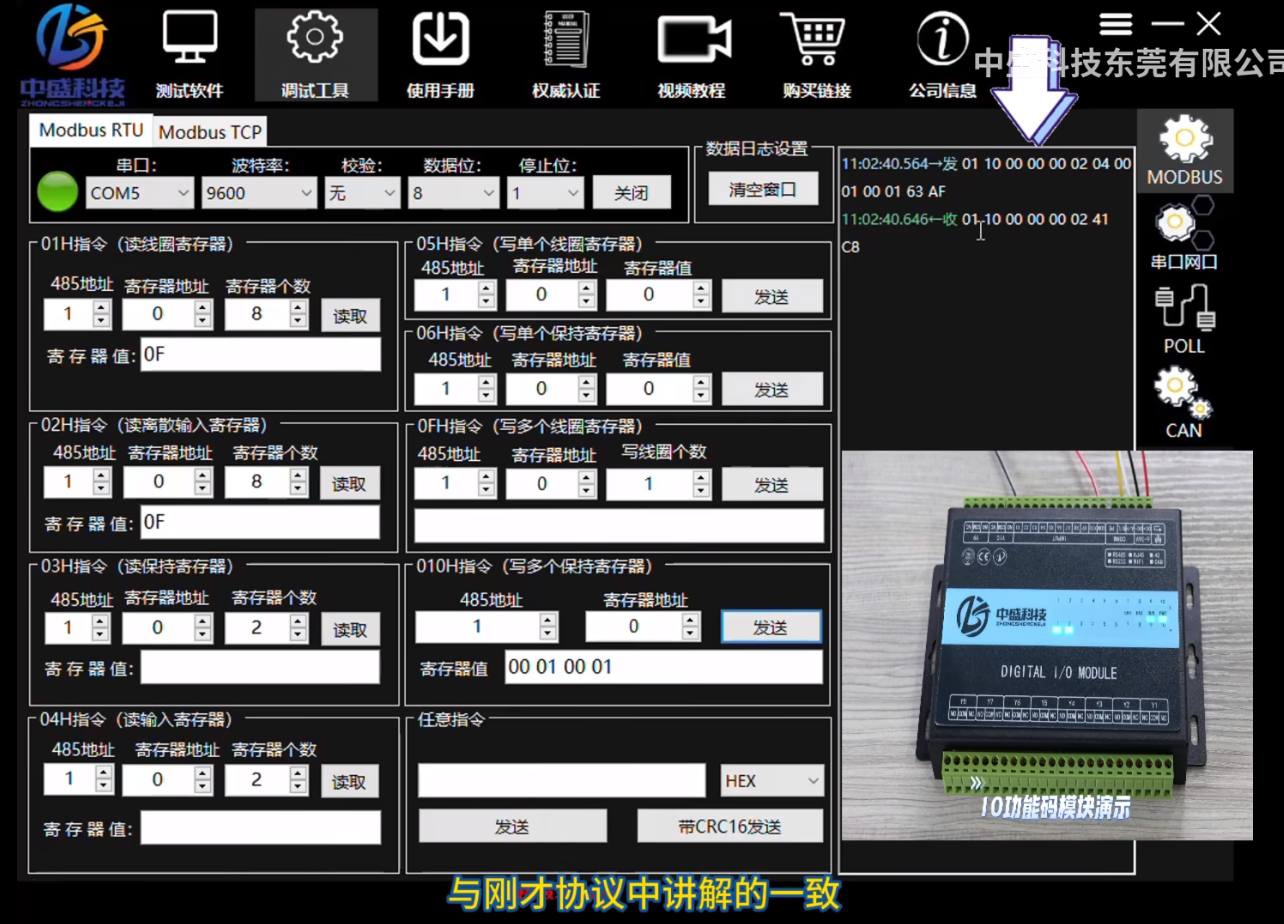 中盛科技
ZHONGSHENGKEJI
测试软件
调试工具
使用手册
USER MANUAL
权威认证
视频教程
购买链接
公司信息
中盛科技东莞有限公司
Modbus RTU
Modbus TCP
串口:
波特率:
校验:
数据位:
停止位:
COM5
9600
无
8
1
关闭
数据日志设置
清空窗口
11:02:40.564→发 01 10 00 00 00 02 04 00
01 00 01 63 AF
11:02:40.646←收 01 10 00 00 00 02 41
C8
MODBUS
串口网口
POLL
CAN
01H指令（读线圈寄存器）
485地址 寄存器地址 寄存器个数
1 0 8 读取
寄存器值: 0F
02H指令（读离散输入寄存器）
485地址 寄存器地址 寄存器个数
1 0 8 读取
寄存器值: 0F
03H指令（读保持寄存器）
485地址 寄存器地址 寄存器个数
1 0 2 读取
寄存器值:
04H指令（读输入寄存器）
485地址 寄存器地址 寄存器个数
1 0 2 读取
寄存器值:
05H指令（写单个线圈寄存器）
485地址 寄存器地址 寄存器值
1 0 0 发送
06H指令（写单个保持寄存器）
485地址 寄存器地址 寄存器值
1 0 0 发送
0FH指令（写多个线圈寄存器）
485地址 寄存器地址 写线圈个数
1 0 1 发送
010H指令（写多个保持寄存器）
485地址 寄存器地址
1 0 发送
寄存器值 00 01 00 01
任意指令
HEX
发送 带CRC16发送
中盛科技
ZHONGSHENGKEJI
DIGITAL I/O MODULE
Y8 Y7 Y6 Y5 Y4 Y3 Y2 Y1
IO功能码模块演示
与刚才协议中讲解的一致